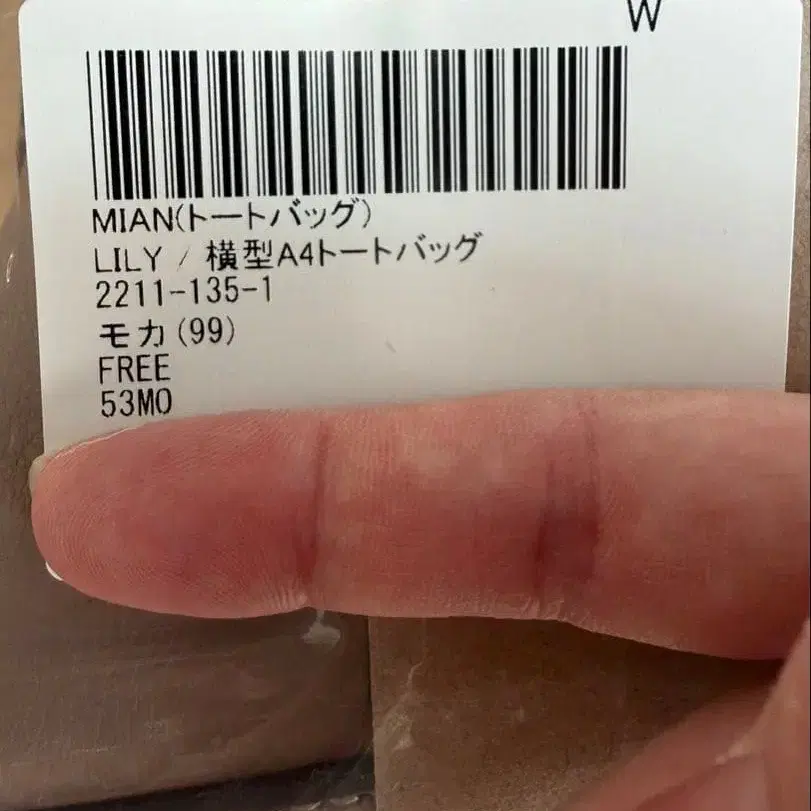 W
MIAN(トートバッグ)
LILY / 横型A4トートバッグ
2211-135-1
モカ(99)
FREE
53MO